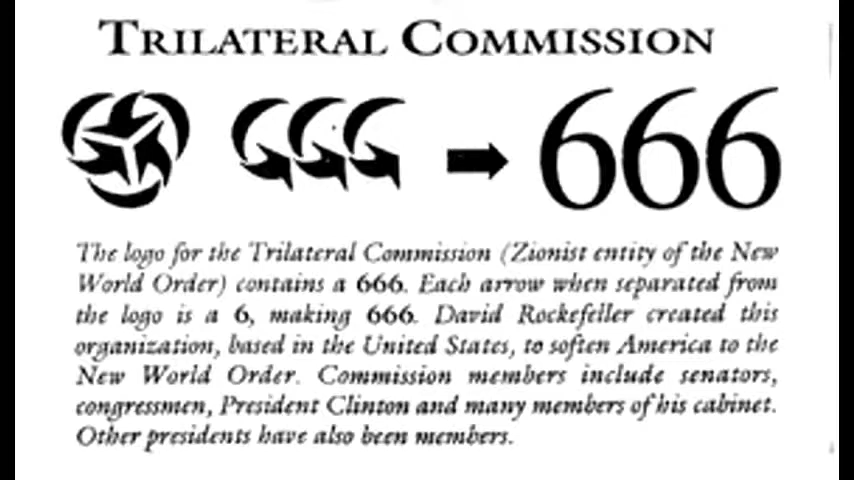 TRILATERAL COMMISSION
666
The logo for the Trilateral Commission (Zionist entity of the New
World Order) contains a 666. Each arrow when separated from
the logo is a 6, making 666. David Rockefeller created this
organization, based in the United States, to soften America to the
New World Order. Commission members include senators,
congressmen, President Clinton and many members of his cabinet.
Other presidents have also been members.